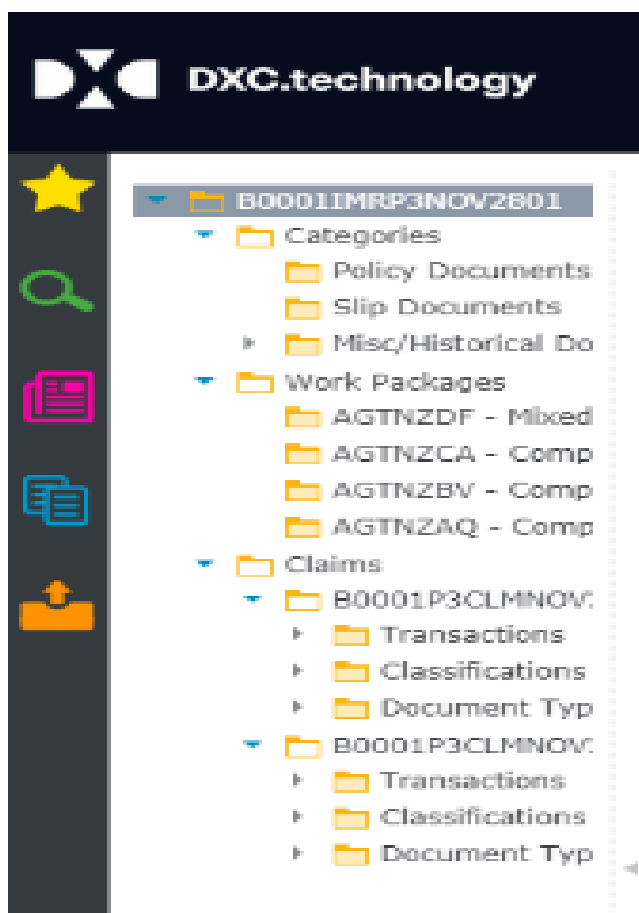 DXC.technology
B0001IMRP3NOV2801
Categories
Policy Documents
Slip Documents
Misc/Historical Do
Work Packages
AGTNZDF - Mixed
AGTNZCA - Comp
AGTNZBV - Comp
AGTNZAQ - Comp
Claims
B0001P3CLMNOV
Transactions
Classifications
Document Typ
B0001P3CLMNOV
Transactions
Classifications
Document Typ